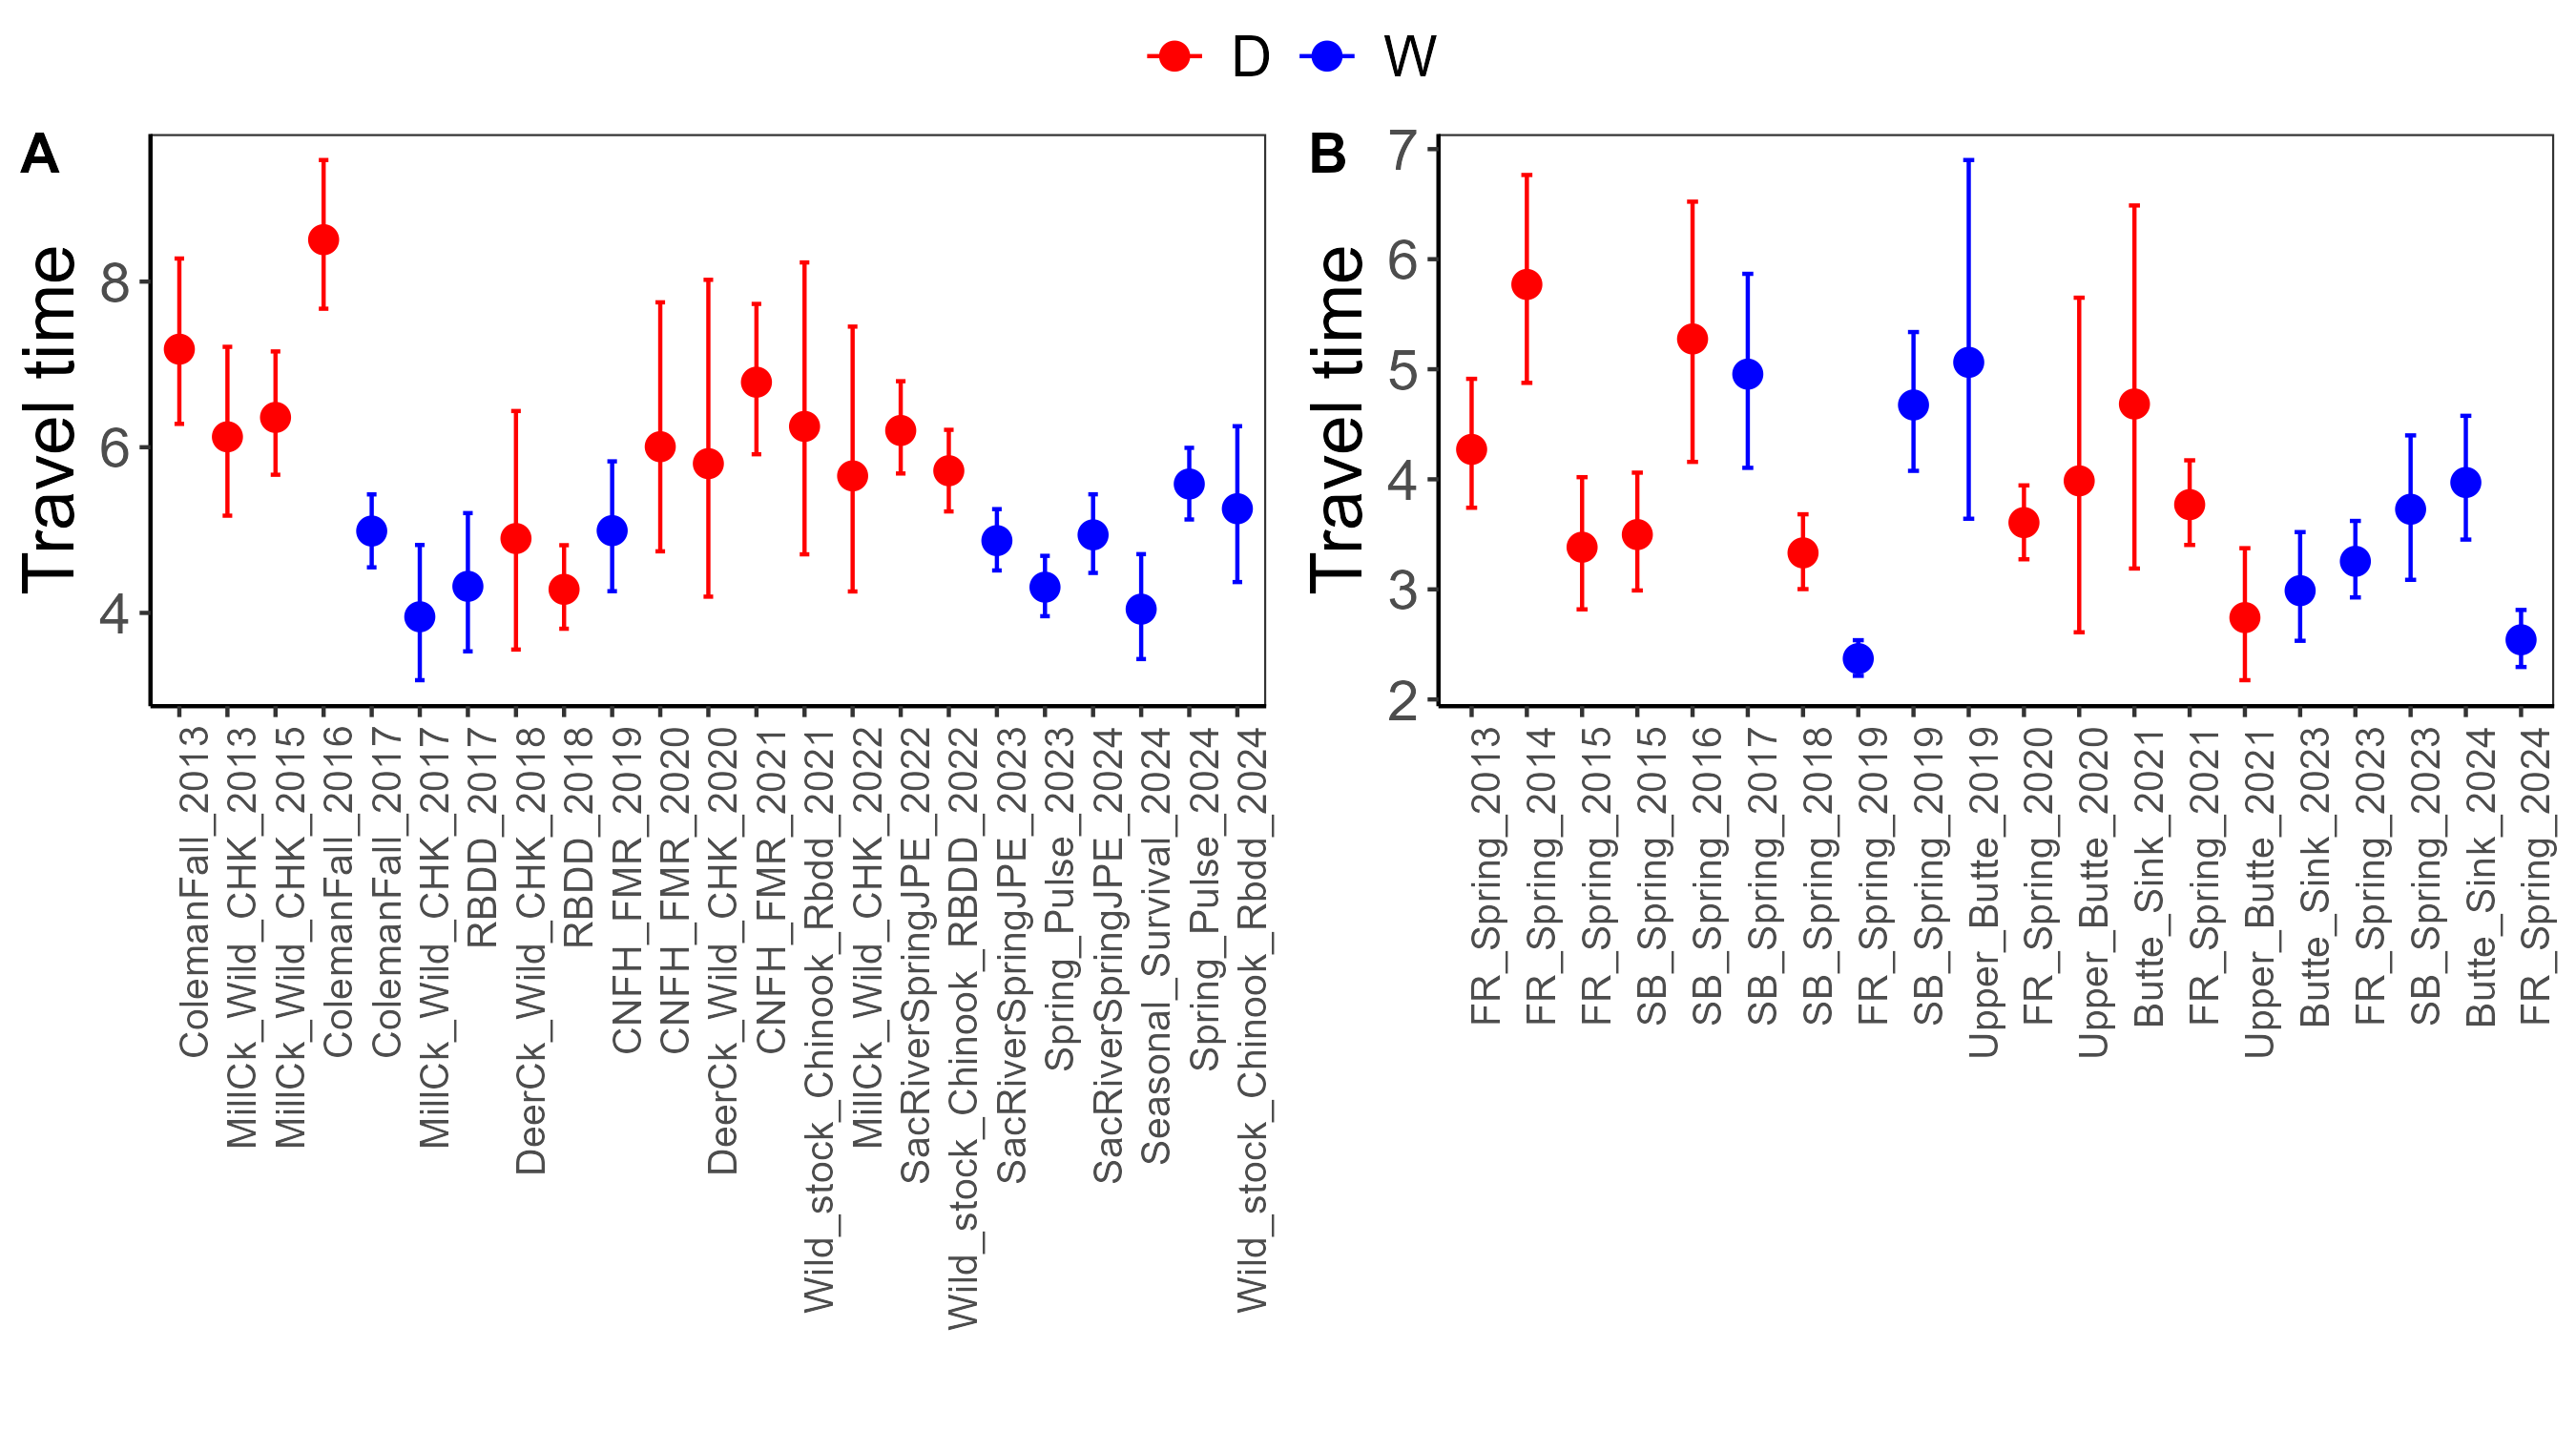 D W
A
Travel time
8
6
4
ColemanFall_2013
MillCk_Wild_CHK_2013
MillCk_Wild_CHK_2015
ColemanFall_2016
ColemanFall_2017
MillCk_Wild_CHK_2017
RBDD_2017
DeerCk_Wild_CHK_2018
RBDD_2018
CNFH_FMR_2019
CNFH_FMR_2020
DeerCk_Wild_CHK_2020
CNFH_FMR_2021
Wild_stock_Chinook_Rbdd_2021
MillCk_Wild_CHK_2022
SacRiverSpringJPE_2022
Wild_stock_Chinook_RBDD_2022
SacRiverSpringJPE_2023
Spring_Pulse_2023
SacRiverSpringJPE_2024
Seasonal_Survival_2024
Spring_Pulse_2024
Wild_stock_Chinook_Rbdd_2024
B
Travel time
7
6
5
4
3
2
FR_Spring_2013
FR_Spring_2014
FR_Spring_2015
SB_Spring_2015
SB_Spring_2016
SB_Spring_2017
SB_Spring_2018
FR_Spring_2019
SB_Spring_2019
Upper_Butte_2019
FR_Spring_2020
Upper_Butte_2020
Butte_Sink_2021
FR_Spring_2021
Upper_Butte_2021
Butte_Sink_2023
FR_Spring_2023
SB_Spring_2023
Butte_Sink_2024
FR_Spring_2024